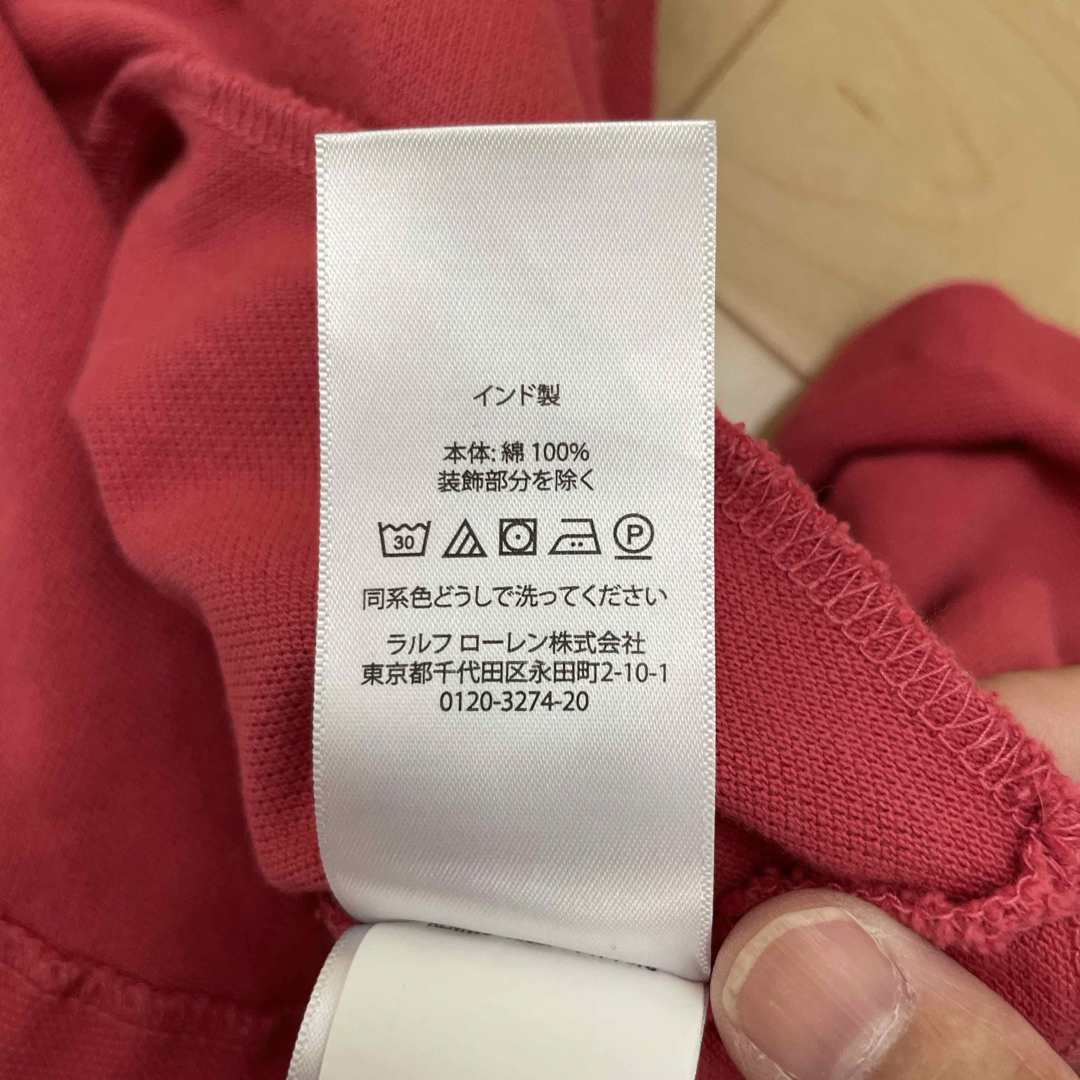 インド製
本体: 綿 100%
装飾部分を除く
30 P
同系色どうしで洗ってください
ラルフ ローレン株式会社
東京都千代田区永田町2-10-1
0120-3274-20